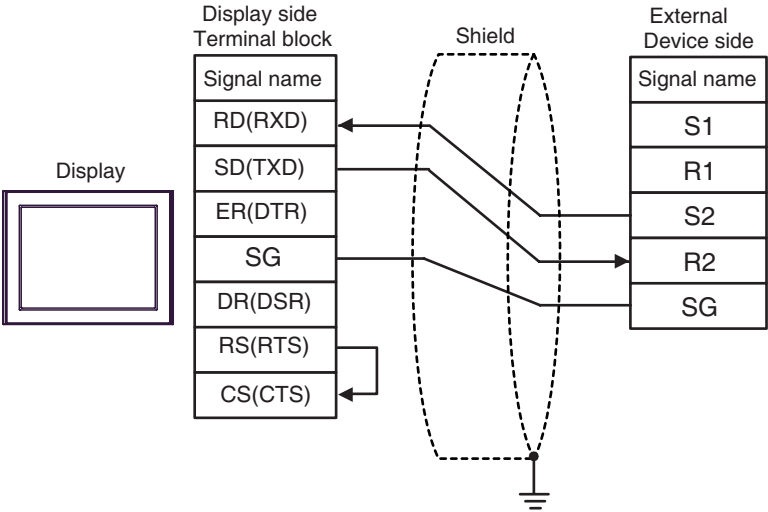 Display side
Terminal block
Shield
External
Device side
Signal name
RD(RXD)
SD(TXD)
ER(DTR)
SG
DR(DSR)
RS(RTS)
CS(CTS)
Display
Signal name
S1
R1
S2
R2
SG